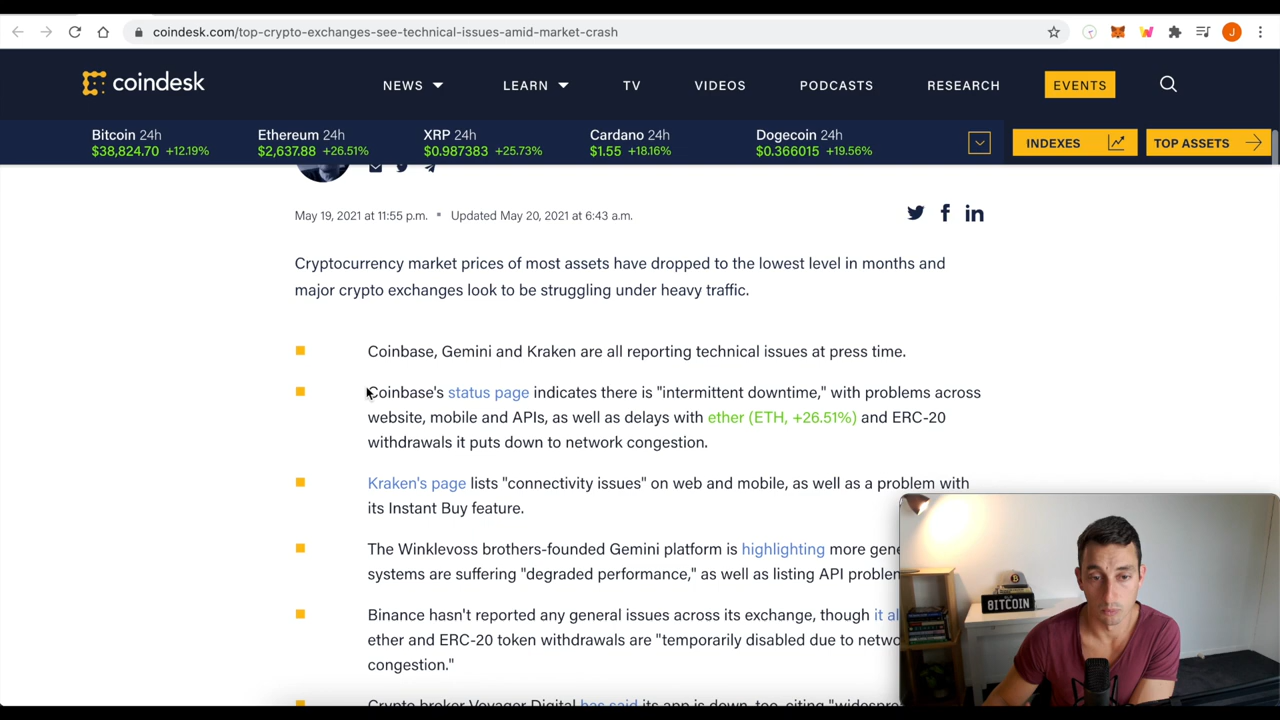 coindesk.com/top-crypto-exchanges-see-technical-issues-amid-market-crash
J
coindesk NEWS LEARN TV VIDEOS PODCASTS RESEARCH EVENTS
Bitcoin 24h Ethereum 24h XRP 24h Cardano 24h Dogecoin 24h
$38,824.70 +12.19% $2,637.88 +26.51% $0.987383 +25.73% $1.55 +18.16% $0.366015 +19.56%
INDEXES TOP ASSETS
May 19, 2021 at 11:55 p.m. Updated May 20, 2021 at 6:43 a.m.
Cryptocurrency market prices of most assets have dropped to the lowest level in months and
major crypto exchanges look to be struggling under heavy traffic.
Coinbase, Gemini and Kraken are all reporting technical issues at press time.
Coinbase's status page indicates there is "intermittent downtime," with problems across
website, mobile and APIs, as well as delays with ether (ETH, +26.51%) and ERC-20
withdrawals it puts down to network congestion.
Kraken's page lists "connectivity issues" on web and mobile, as well as a problem with
its Instant Buy feature.
The Winklevoss brothers-founded Gemini platform is highlighting more gene
systems are suffering "degraded performance," as well as listing API problem
Binance hasn't reported any general issues across its exchange, though it al
ether and ERC-20 token withdrawals are "temporarily disabled due to netwo
congestion."
Crypto broker Voyager Digital has said its app is down, too, citing "widespre
BITCOIN